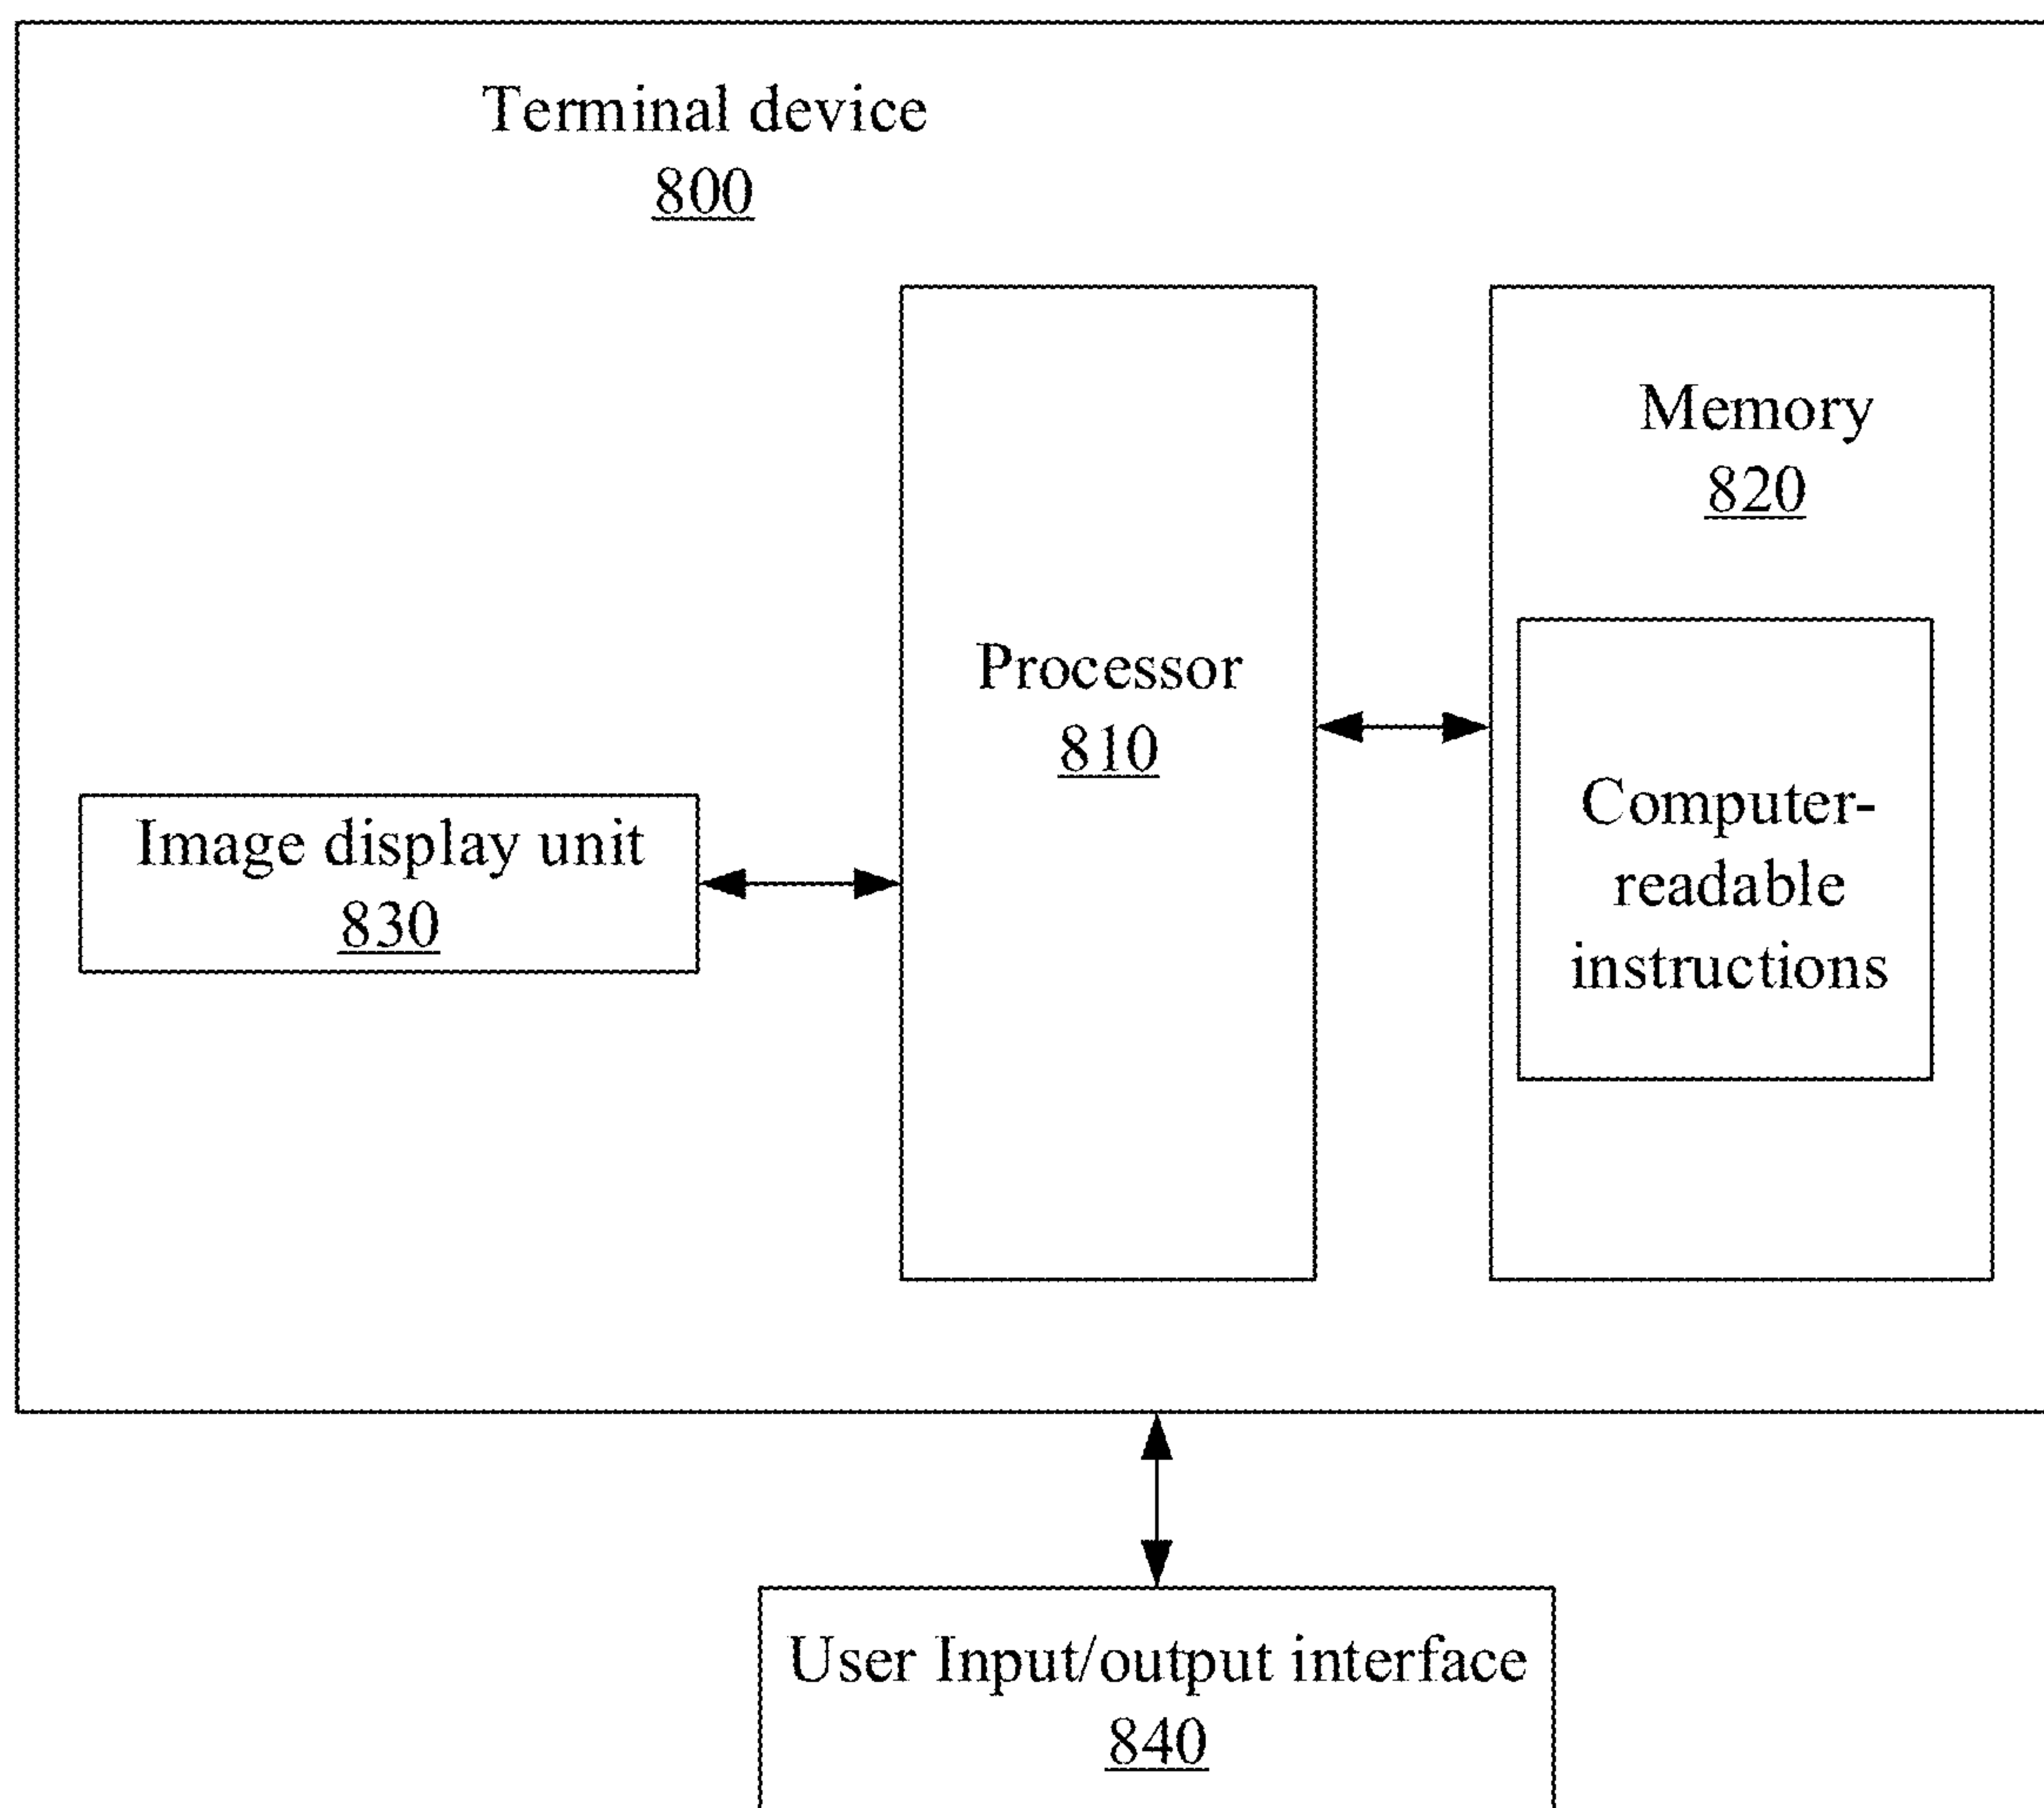 Terminal device
800
Processor
810
Memory
820
Computer-
readable
instructions
Image display unit
830
User Input/output interface
840